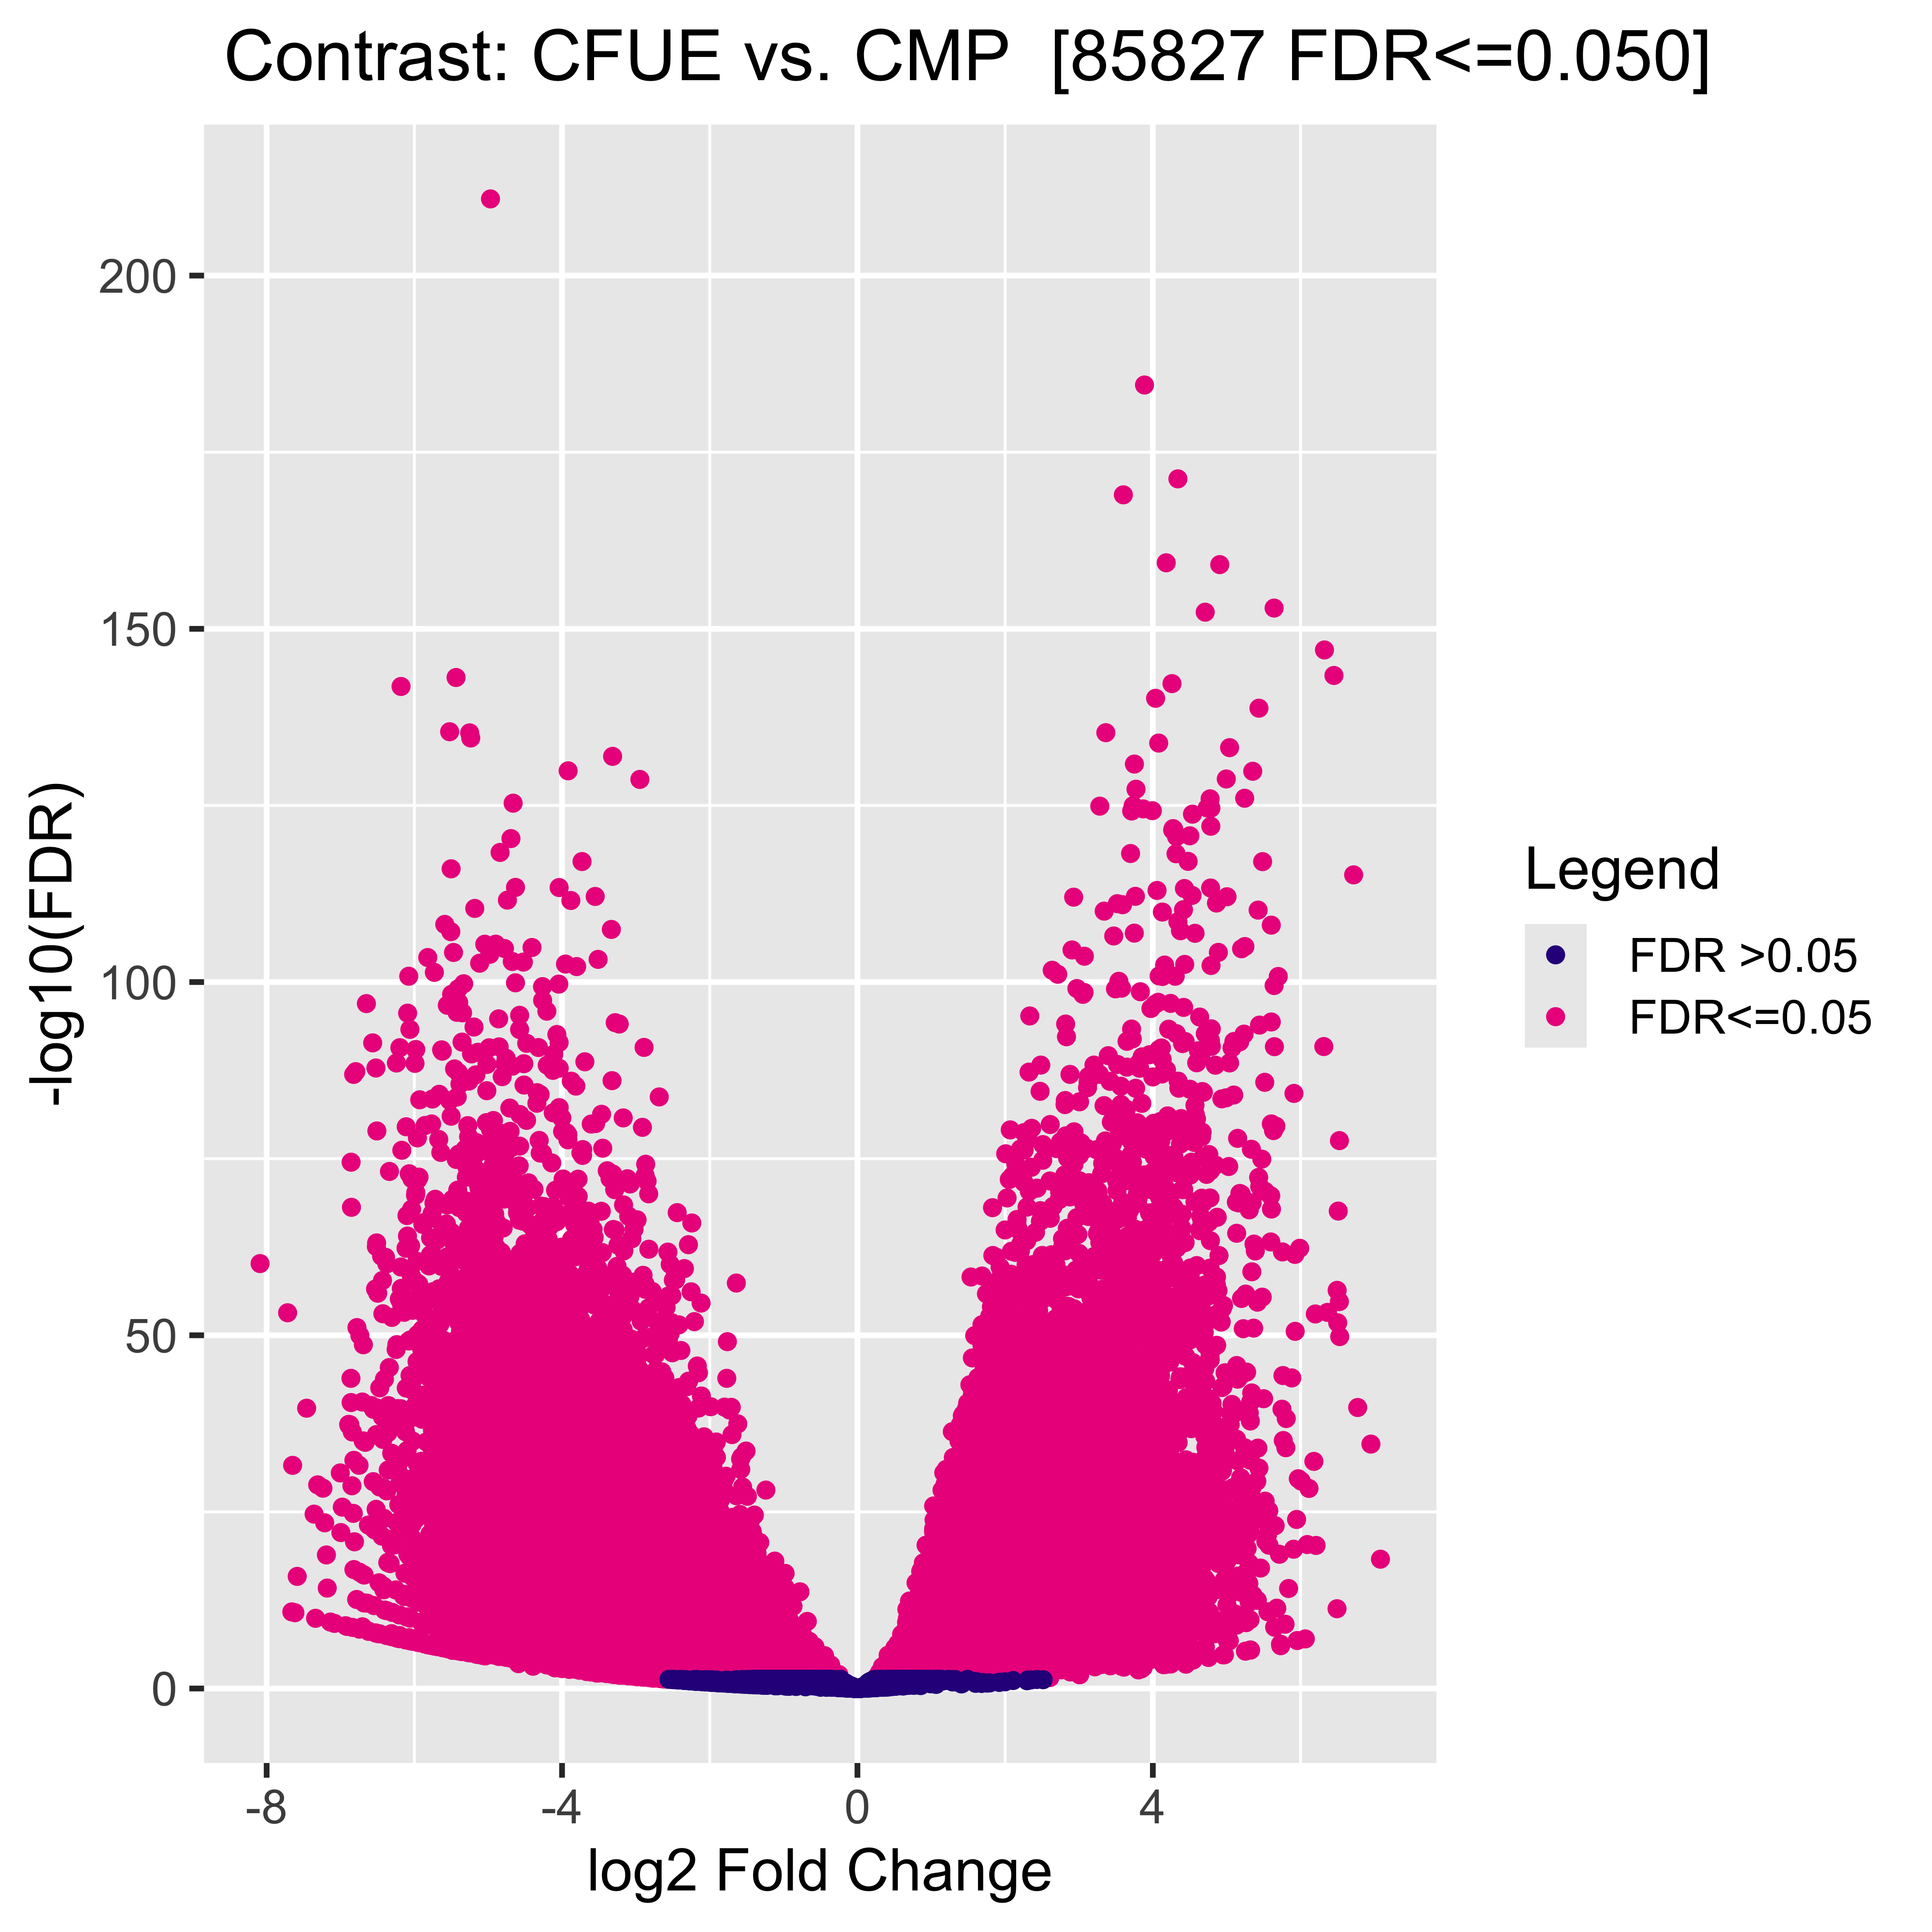 Contrast: CFUE vs. CMP [85827 FDR<=0.050]
-log10(FDR)
200
150
100
50
0
-8
-4
0
4
log2 Fold Change
Legend
FDR >0.05
FDR<=0.05